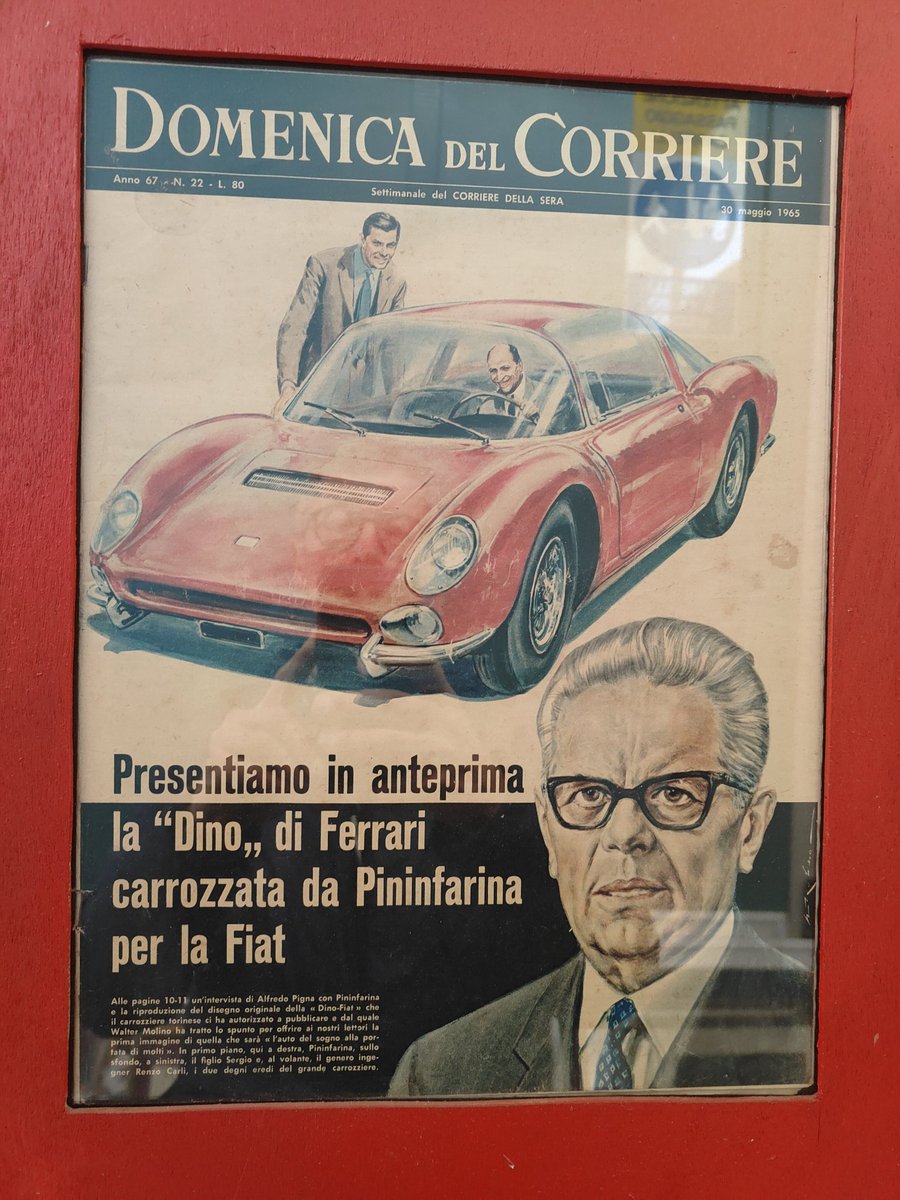 DOMENICA DEL CORRIERE
Anno 67 - N. 22 - L. 80
Settimanale del CORRIERE DELLA SERA
30 maggio 1965
Presentiamo in anteprima
la “Dino„ di Ferrari
carrozzata da Pininfarina
per la Fiat
Alle pagine 10-11 un'intervista di Alfredo Pigna con Pininfarina
e la riproduzione del disegno originale della « Dino-Fiat » che
il carrozziere torinese ci ha autorizzato a pubblicare e dal quale
Walter Molino ha tratto lo spunto per offrire ai nostri lettori la
prima immagine di quella che sarà « l'auto del sogno alla por-
tata di molti ». In primo piano, qui a destra, Pininfarina, sullo
sfondo, a sinistra, il figlio Sergio e, al volante, il genero inge-
gner Renzo Carli, i due degni eredi del grande carrozziere.